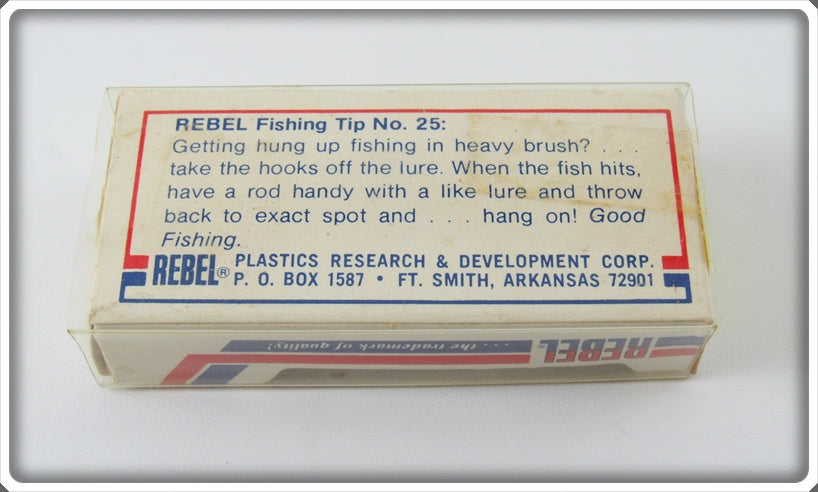 REBEL Fishing Tip No. 25:
Getting hung up fishing in heavy brush? . . .
take the hooks off the lure. When the fish hits,
have a rod handy with a like lure and throw
back to exact spot and . . . hang on! Good
Fishing.
REBEL® PLASTICS RESEARCH & DEVELOPMENT CORP.
P. O. BOX 1587 • FT. SMITH, ARKANSAS 72901
REBEL . . . the trademark of quality!